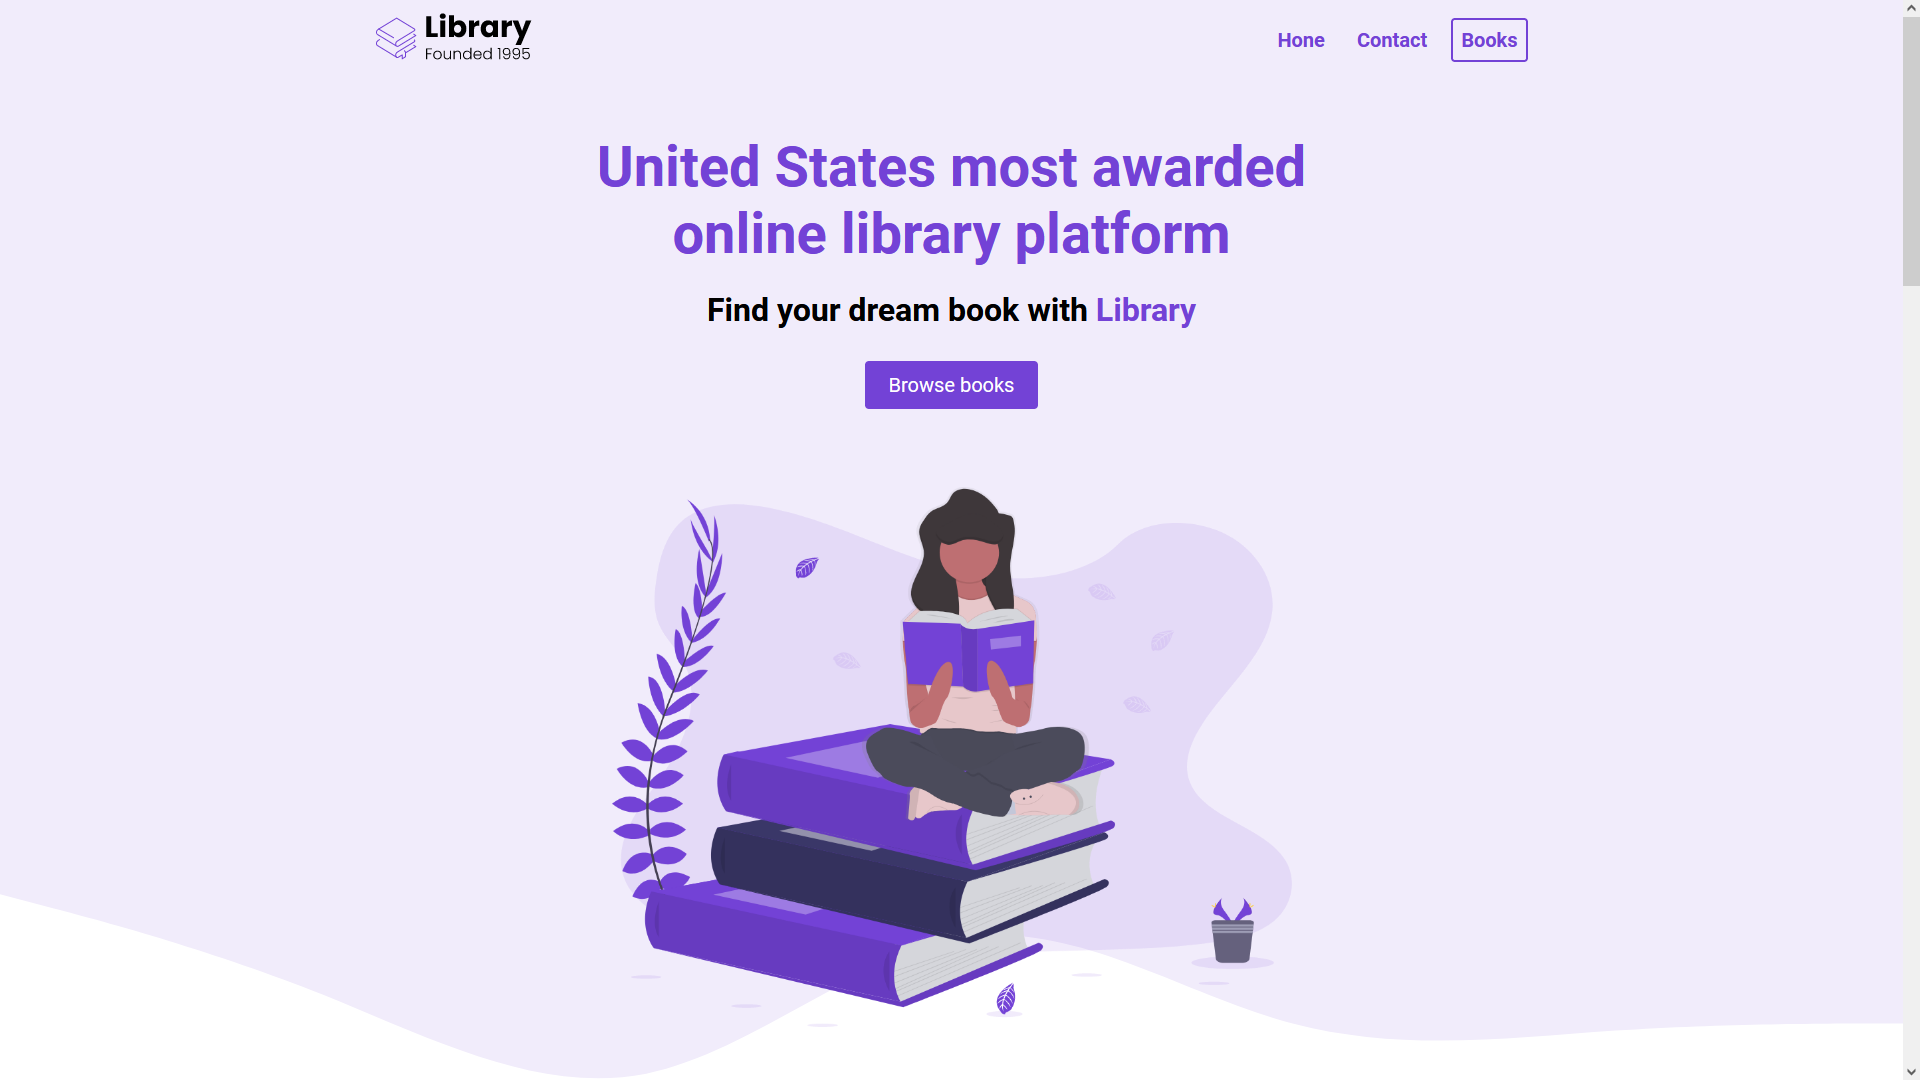 Library
Founded 1995
Hone
Contact
Books
United States most awarded
online library platform
Find your dream book with Library
Browse books